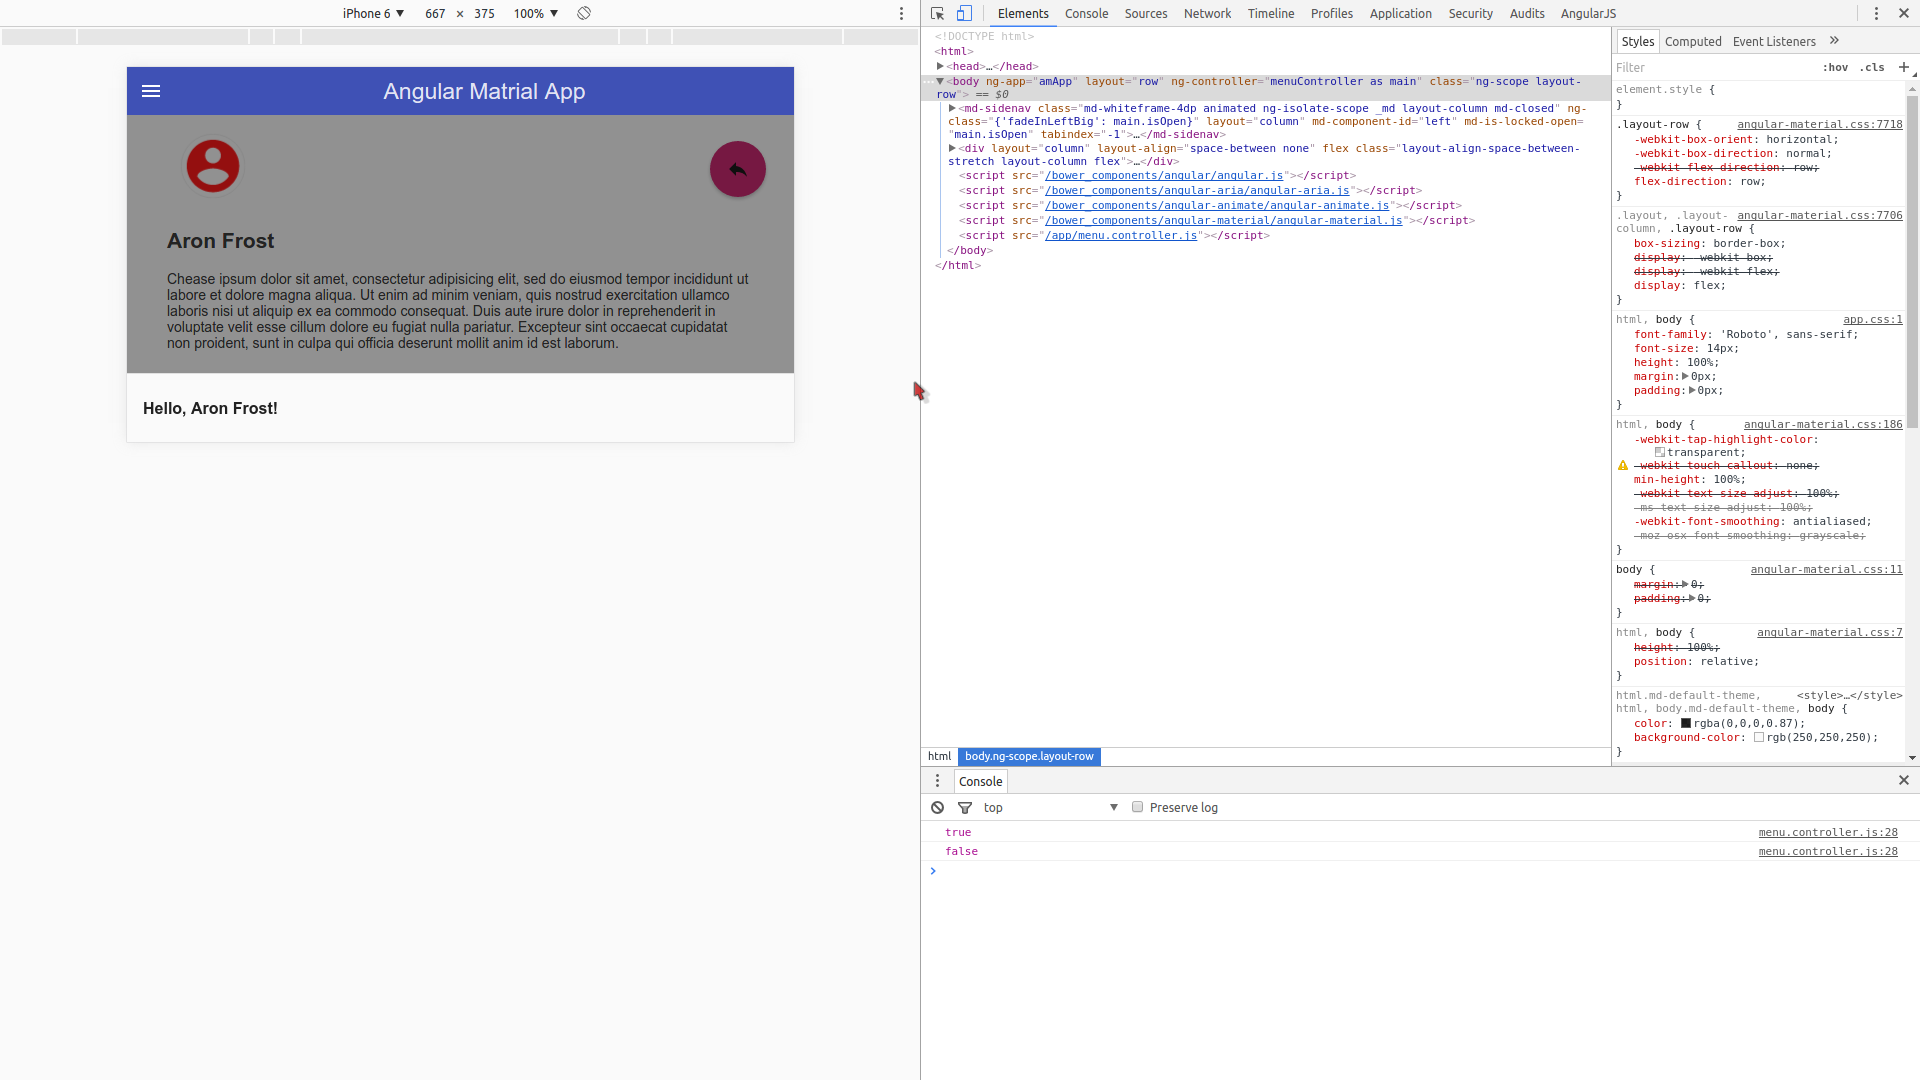 iPhone 6 ▼ 667 × 375 100% ▼
Angular Matrial App
Aron Frost
Chease ipsum dolor sit amet, consectetur adipisicing elit, sed do eiusmod tempor incididunt ut
labore et dolore magna aliqua. Ut enim ad minim veniam, quis nostrud exercitation ullamco
laboris nisi ut aliquip ex ea commodo consequat. Duis aute irure dolor in reprehenderit in
voluptate velit esse cillum dolore eu fugiat nulla pariatur. Excepteur sint occaecat cupidatat
non proident, sunt in culpa qui officia deserunt mollit anim id est laborum.
Hello, Aron Frost!
Elements Console Sources Network Timeline Profiles Application Security Audits AngularJS
<!DOCTYPE html>
<html>
▶<head>…</head>
…▼<body ng-app="amApp" layout="row" ng-controller="menuController as main" class="ng-scope layout-
row"> == $0
▶<md-sidenav class="md-whiteframe-4dp animated ng-isolate-scope _md layout-column md-closed" ng-
class="{'fadeInLeftBig': main.isOpen}" layout="column" md-component-id="left" md-is-locked-open=
"main.isOpen" tabindex="-1">…</md-sidenav>
▶<div layout="column" layout-align="space-between none" flex class="layout-align-space-between-
stretch layout-column flex">…</div>
<script src="/bower_components/angular/angular.js"></script>
<script src="/bower_components/angular-aria/angular-aria.js"></script>
<script src="/bower_components/angular-animate/angular-animate.js"></script>
<script src="/bower_components/angular-material/angular-material.js"></script>
<script src="/app/menu.controller.js"></script>
</body>
</html>
html body.ng-scope.layout-row
Styles Computed Event Listeners »
Filter :hov .cls +
element.style {
}
.layout-row { angular-material.css:7718
-webkit-box-orient: horizontal;
-webkit-box-direction: normal;
-webkit-flex-direction: row;
flex-direction: row;
}
.layout, .layout- angular-material.css:7706
column, .layout-row {
box-sizing: border-box;
display: -webkit-box;
display: -webkit-flex;
display: flex;
}
html, body { app.css:1
font-family: 'Roboto', sans-serif;
font-size: 14px;
height: 100%;
margin:▶0px;
padding:▶0px;
}
html, body { angular-material.css:186
-webkit-tap-highlight-color:
transparent;
-webkit-touch-callout: none;
min-height: 100%;
-webkit-text-size-adjust: 100%;
-ms-text-size-adjust: 100%;
-webkit-font-smoothing: antialiased;
-moz-osx-font-smoothing: grayscale;
}
body { angular-material.css:11
margin:▶0;
padding:▶0;
}
html, body { angular-material.css:7
height: 100%;
position: relative;
}
html.md-default-theme, <style>…</style>
html, body.md-default-theme, body {
color: rgba(0,0,0,0.87);
background-color: rgb(250,250,250);
}
Console
top ▼ Preserve log
true menu.controller.js:28
false menu.controller.js:28
>